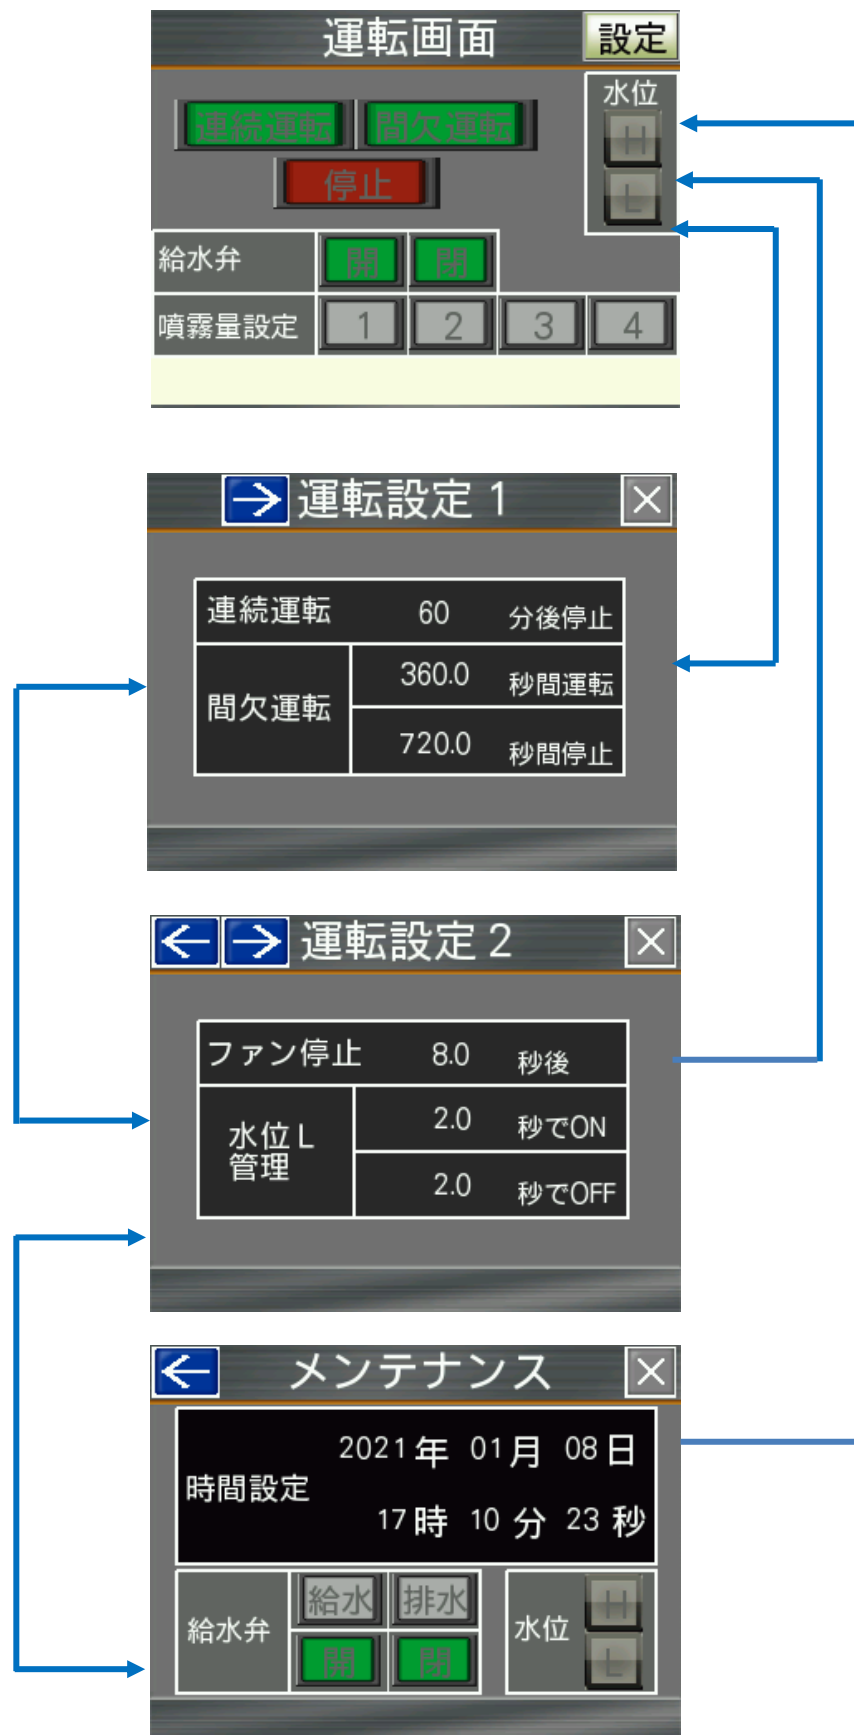 運転画面 設定
水位
連続運転 間欠運転
H
停止
L
給水弁 開 閉
噴霧量設定 1 2 3 4
→ 運転設定 1 ×
連続運転 60 分後停止
間欠運転 360.0 秒間運転
720.0 秒間停止
← → 運転設定 2 ×
ファン停止 8.0 秒後
水位L管理 2.0 秒でON
2.0 秒でOFF
← メンテナンス ×
時間設定 2021年 01月 08日
17時 10分 23秒
給水弁 給水 排水 水位 H
開 閉 L